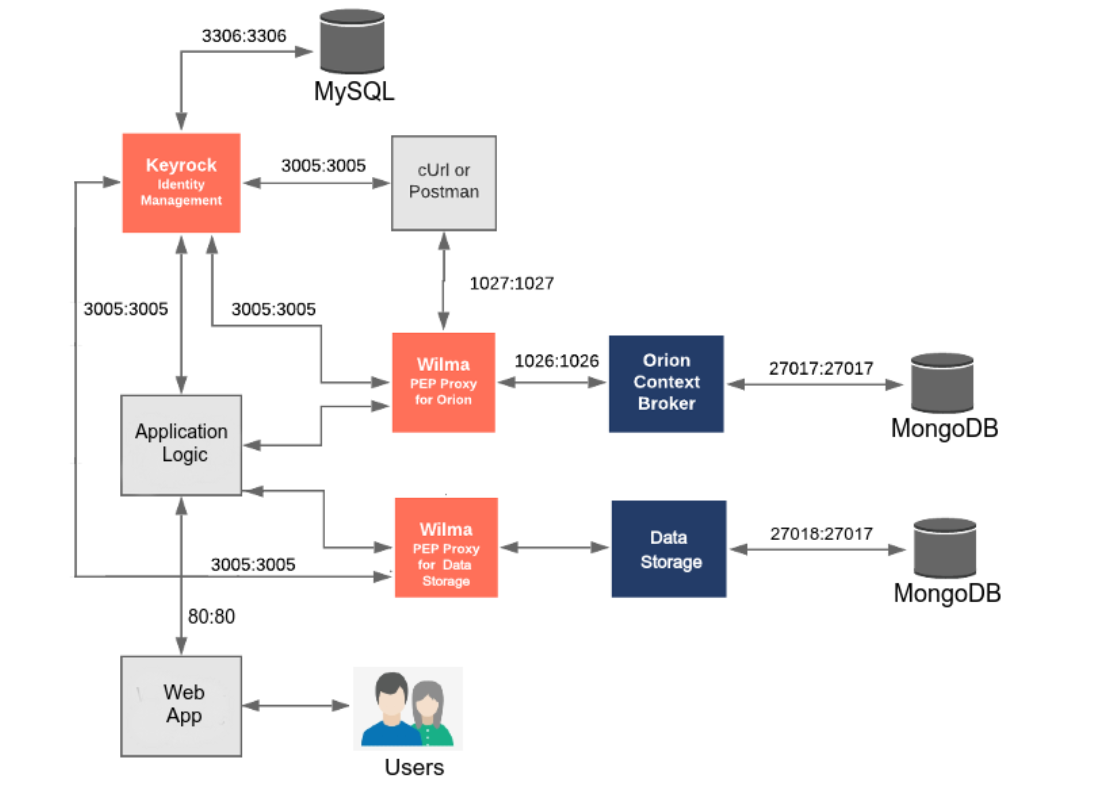 3306:3306
MySQL
Keyrock
Identity
Management
3005:3005
cUrl or
Postman
1027:1027
3005:3005
3005:3005
Wilma
PEP Proxy
for Orion
1026:1026
Orion
Context
Broker
27017:27017
MongoDB
Application
Logic
Wilma
PEP Proxy
for Data
Storage
Data
Storage
27018:27017
MongoDB
3005:3005
80:80
Web
App
Users